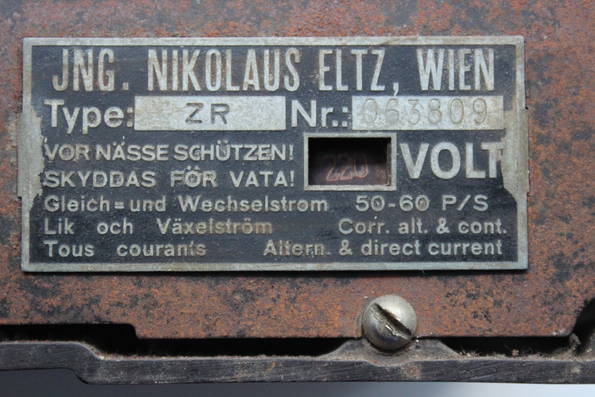 JNG. NIKOLAUS ELTZ, WIEN
Type: ZR Nr.: 063809
VOR NÄSSE SCHÜTZEN!
SKYDDAS FÖR VATA!
220 VOLT
Gleich= und Wechselstrom 50-60 P/S
Lik och Växelström Corr. alt. & cont.
Tous courants Altern. & direct current